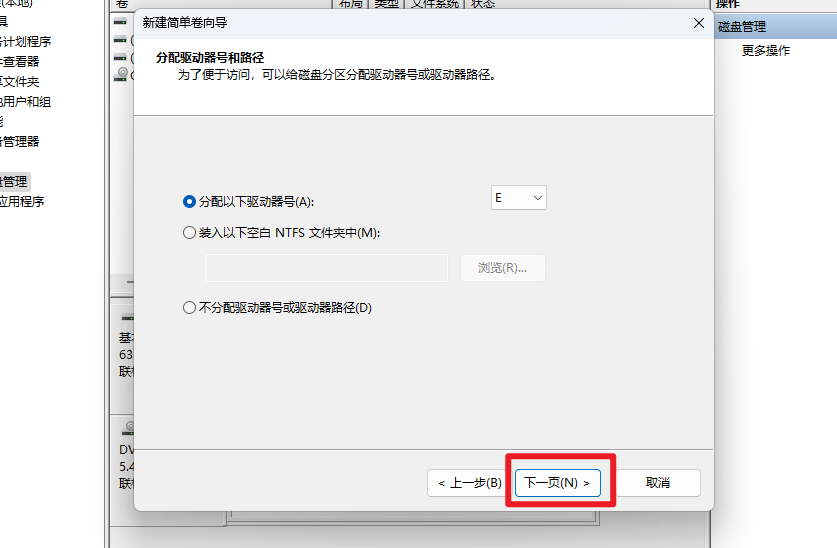 (本地)
卷
布局
类型
文件系统
状态
操作
具
计划程序
查看器
文件夹
用户和组
能
管理器
管理
应用程序
磁盘管理
更多操作
新建简单卷向导
分配驱动器号和路径
为了便于访问，可以给磁盘分区分配驱动器号或驱动器路径。
分配以下驱动器号(A):
E
装入以下空白 NTFS 文件夹中(M):
浏览(R)...
不分配驱动器号或驱动器路径(D)
基
63
联
DV
5.4
联
< 上一步(B)
下一页(N) >
取消